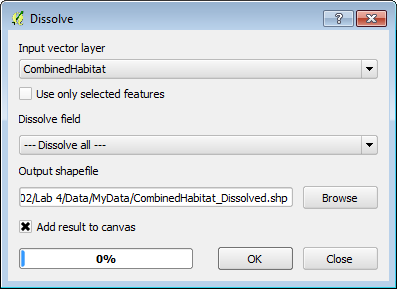 Dissolve
Input vector layer
CombinedHabitat
Use only selected features
Dissolve field
--- Dissolve all ---
Output shapefile
02/Lab 4/Data/MyData/CombinedHabitat_Dissolved.shp
Browse
Add result to canvas
0%
OK
Close